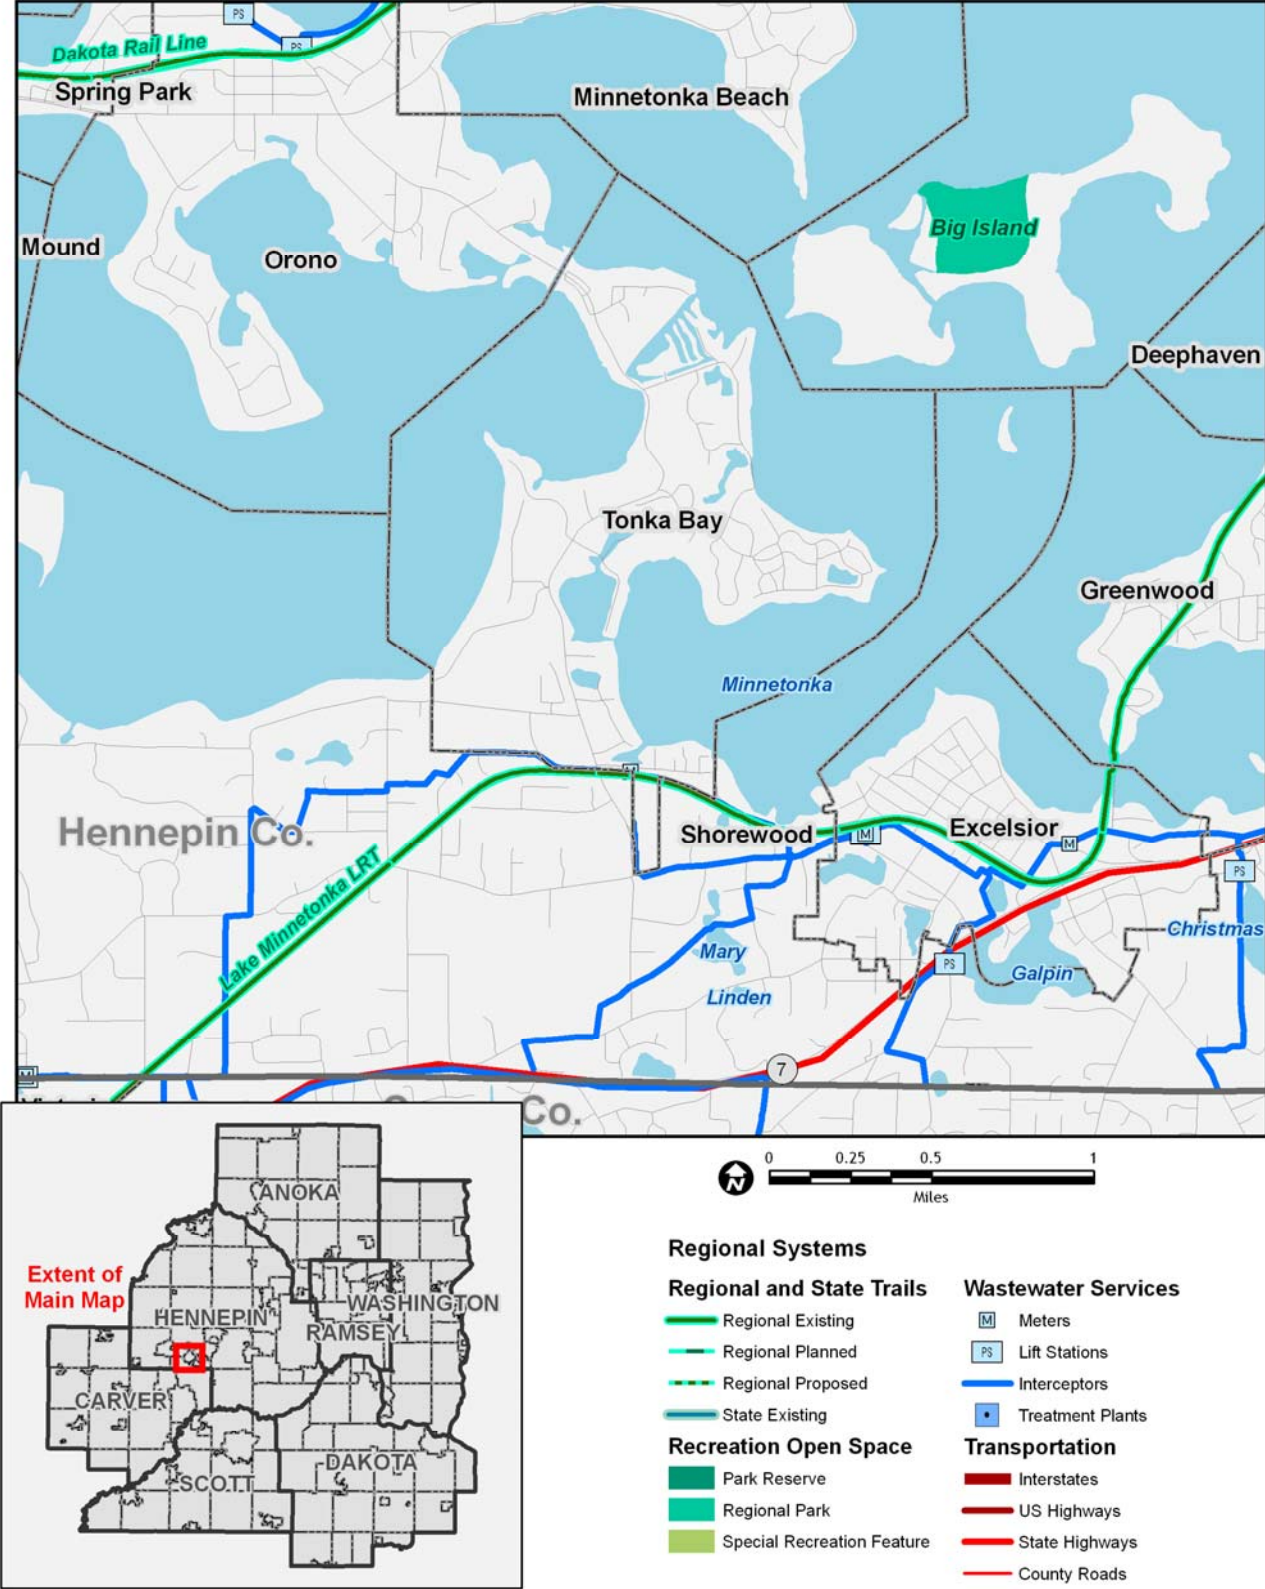 PS
PS
Dakota Rail Line
Spring Park
Minnetonka Beach
Big Island
Mound
Orono
Deephaven
Tonka Bay
Greenwood
Minnetonka
M
Hennepin Co.
Shorewood
M
Excelsior
M
PS
Lake Minnetonka LRT
Mary
Christmas
PS
Galpin
Linden
7
M
Co.
ANOKA
Extent of
Main Map
HENNEPIN
WASHINGTON
RAMSEY
CARVER
DAKOTA
SCOTT
N
0 0.25 0.5 1
Miles
Regional Systems
Regional and State Trails
Regional Existing
Regional Planned
Regional Proposed
State Existing
Recreation Open Space
Park Reserve
Regional Park
Special Recreation Feature
Wastewater Services
M Meters
PS Lift Stations
Interceptors
Treatment Plants
Transportation
Interstates
US Highways
State Highways
County Roads